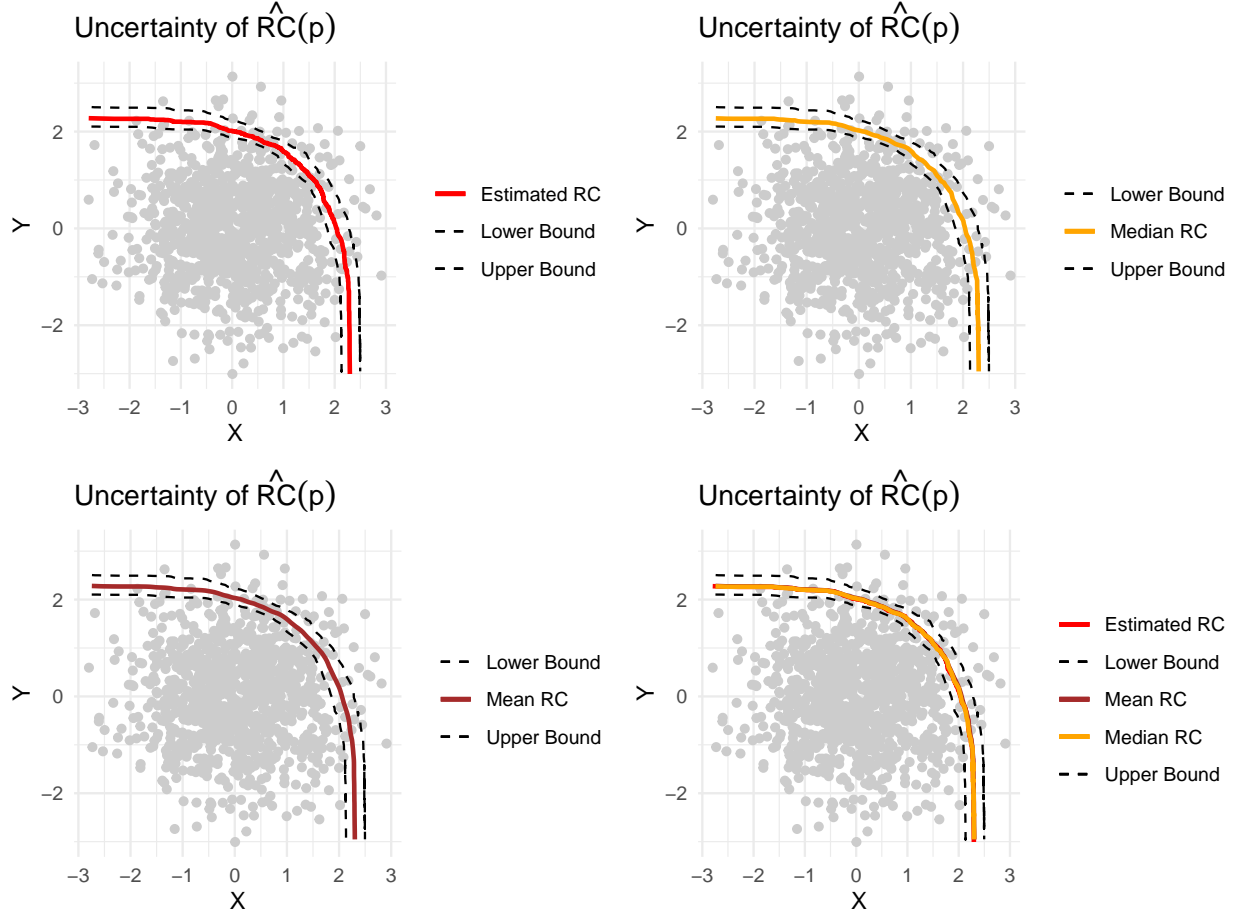 Uncertainty of R̂C(p)
2
0
−2
Y
−3 −2 −1 0 1 2 3
X
Estimated RC
Lower Bound
Upper Bound
Uncertainty of R̂C(p)
2
0
−2
Y
−3 −2 −1 0 1 2 3
X
Lower Bound
Median RC
Upper Bound
Uncertainty of R̂C(p)
2
0
−2
Y
−3 −2 −1 0 1 2 3
X
Lower Bound
Mean RC
Upper Bound
Uncertainty of R̂C(p)
2
0
−2
Y
−3 −2 −1 0 1 2 3
X
Estimated RC
Lower Bound
Mean RC
Median RC
Upper Bound